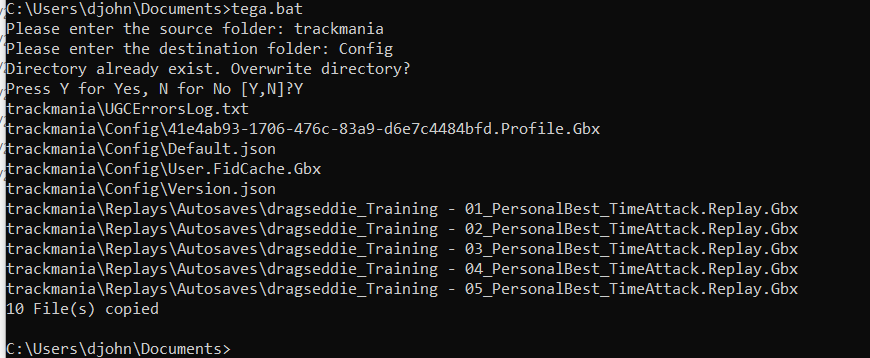 C:\Users\djohn\Documents>tega.bat
Please enter the source folder: trackmania
Please enter the destination folder: Config
Directory already exist. Overwrite directory?
Press Y for Yes, N for No [Y,N]?Y
trackmania\UGCErrorsLog.txt
trackmania\Config\41e4ab93-1706-476c-83a9-d6e7c4484bfd.Profile.Gbx
trackmania\Config\Default.json
trackmania\Config\User.FidCache.Gbx
trackmania\Config\Version.json
trackmania\Replays\Autosaves\dragseddie_Training - 01_PersonalBest_TimeAttack.Replay.Gbx
trackmania\Replays\Autosaves\dragseddie_Training - 02_PersonalBest_TimeAttack.Replay.Gbx
trackmania\Replays\Autosaves\dragseddie_Training - 03_PersonalBest_TimeAttack.Replay.Gbx
trackmania\Replays\Autosaves\dragseddie_Training - 04_PersonalBest_TimeAttack.Replay.Gbx
trackmania\Replays\Autosaves\dragseddie_Training - 05_PersonalBest_TimeAttack.Replay.Gbx
10 File(s) copied
C:\Users\djohn\Documents>